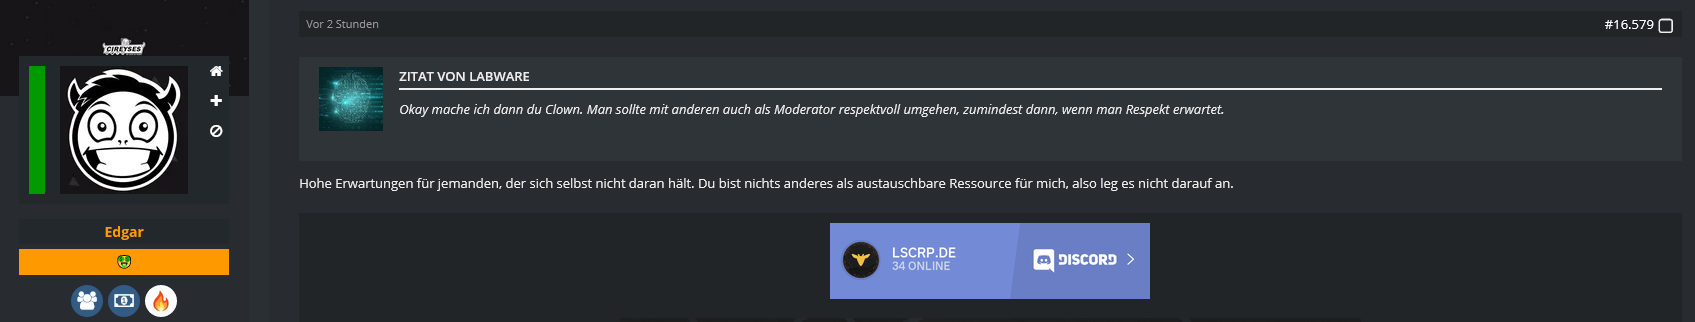 CIREYSES
Vor 2 Stunden
#16.579
ZITAT VON LABWARE
Okay mache ich dann du Clown. Man sollte mit anderen auch als Moderator respektvoll umgehen, zumindest dann, wenn man Respekt erwartet.
Hohe Erwartungen für jemanden, der sich selbst nicht daran hält. Du bist nichts anderes als austauschbare Ressource für mich, also leg es nicht darauf an.
Edgar
LSCRP.DE
34 ONLINE
DISCORD